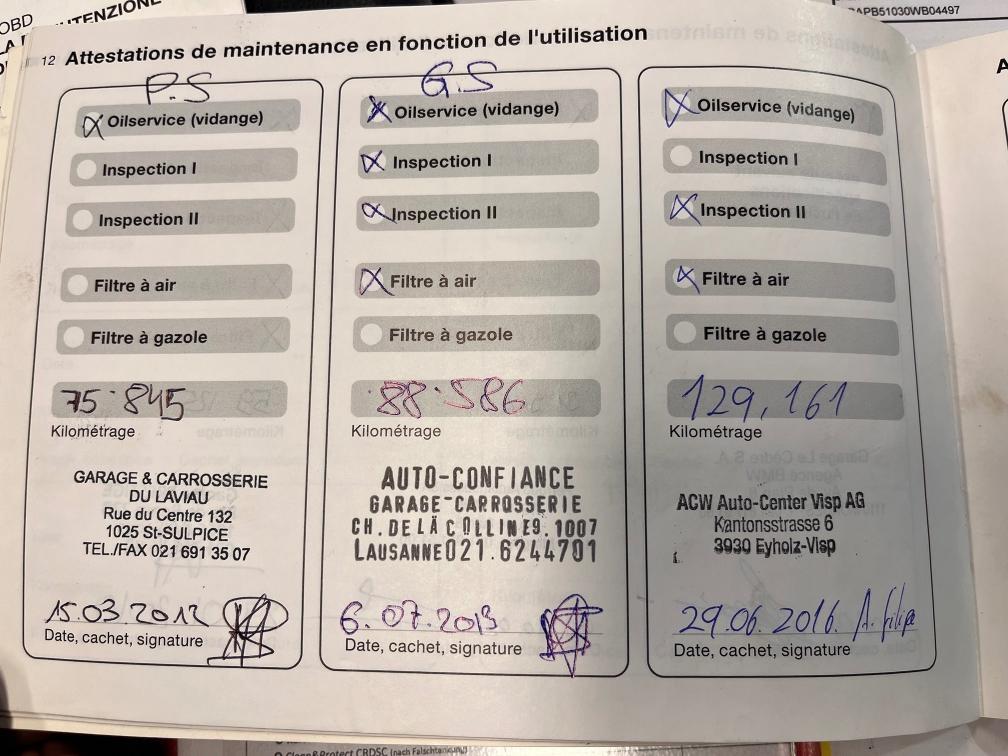 OBD
UTENZIONE
APB51030WB04497
12 Attestations de maintenance en fonction de l'utilisation
P.S
Oilservice (vidange)
Inspection I
Inspection II
Filtre à air
Filtre à gazole
75.845
Kilométrage
GARAGE & CARROSSERIE
DU LAVIAU
Rue du Centre 132
1025 St-SULPICE
TEL./FAX 021 691 35 07
15.03 2012
Date, cachet, signature
G.S
Oilservice (vidange)
Inspection I
Inspection II
Filtre à air
Filtre à gazole
88.586
Kilométrage
AUTO-CONFIANCE
GARAGE-CARROSSERIE
CH. DE LA COLLINE 9. 1007
LAUSANNE 021.6244701
6.07.2013
Date, cachet, signature
Oilservice (vidange)
Inspection I
Inspection II
Filtre à air
Filtre à gazole
129,161
Kilométrage
ACW Auto-Center Visp AG
Kantonsstrasse 6
3930 Eyholz-Visp
29.06.2016.
Date, cachet, signature